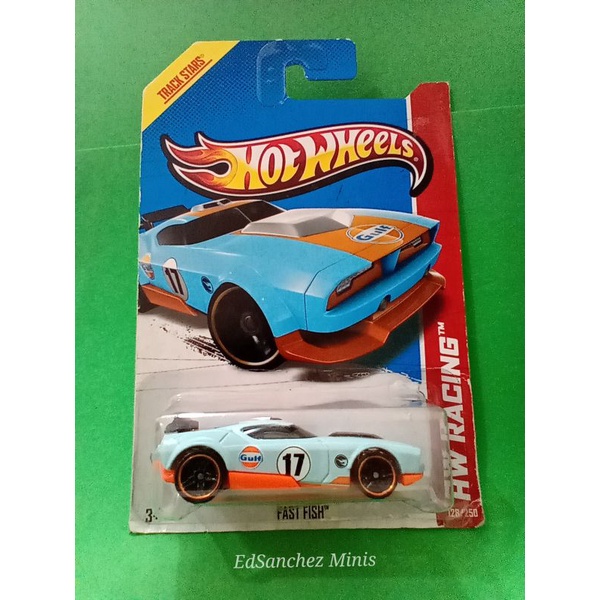 TRACK STARS®
HOT WHEELS
Gulf
17
HW RACING™
Gulf
17
3+
FAST FISH™
128/250
EdSanchez Minis